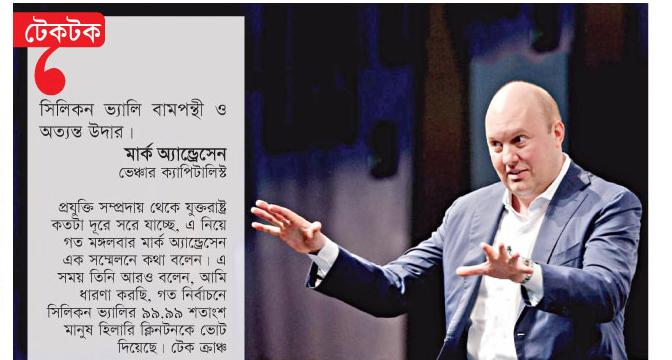 টেকটক
সিলিকন ভ্যালি বামপন্থী ও
অত্যন্ত উদার।
মার্ক অ্যান্ড্রেসেন
ভেঞ্চার ক্যাপিটালিস্ট
প্রযুক্তি সম্প্রদায় থেকে যুক্তরাষ্ট্র
কতটা দূরে সরে যাচ্ছে, এ নিয়ে
গত মঙ্গলবার মার্ক অ্যান্ড্রেসেন
এক সম্মেলনে কথা বলেন। এ
সময় তিনি আরও বলেন, আমি
ধারণা করছি, গত নির্বাচনে
সিলিকন ভ্যালির ৯৯.৯৯ শতাংশ
মানুষ হিলারি ক্লিনটনকে ভোট
দিয়েছে। টেক ক্রাঞ্চ